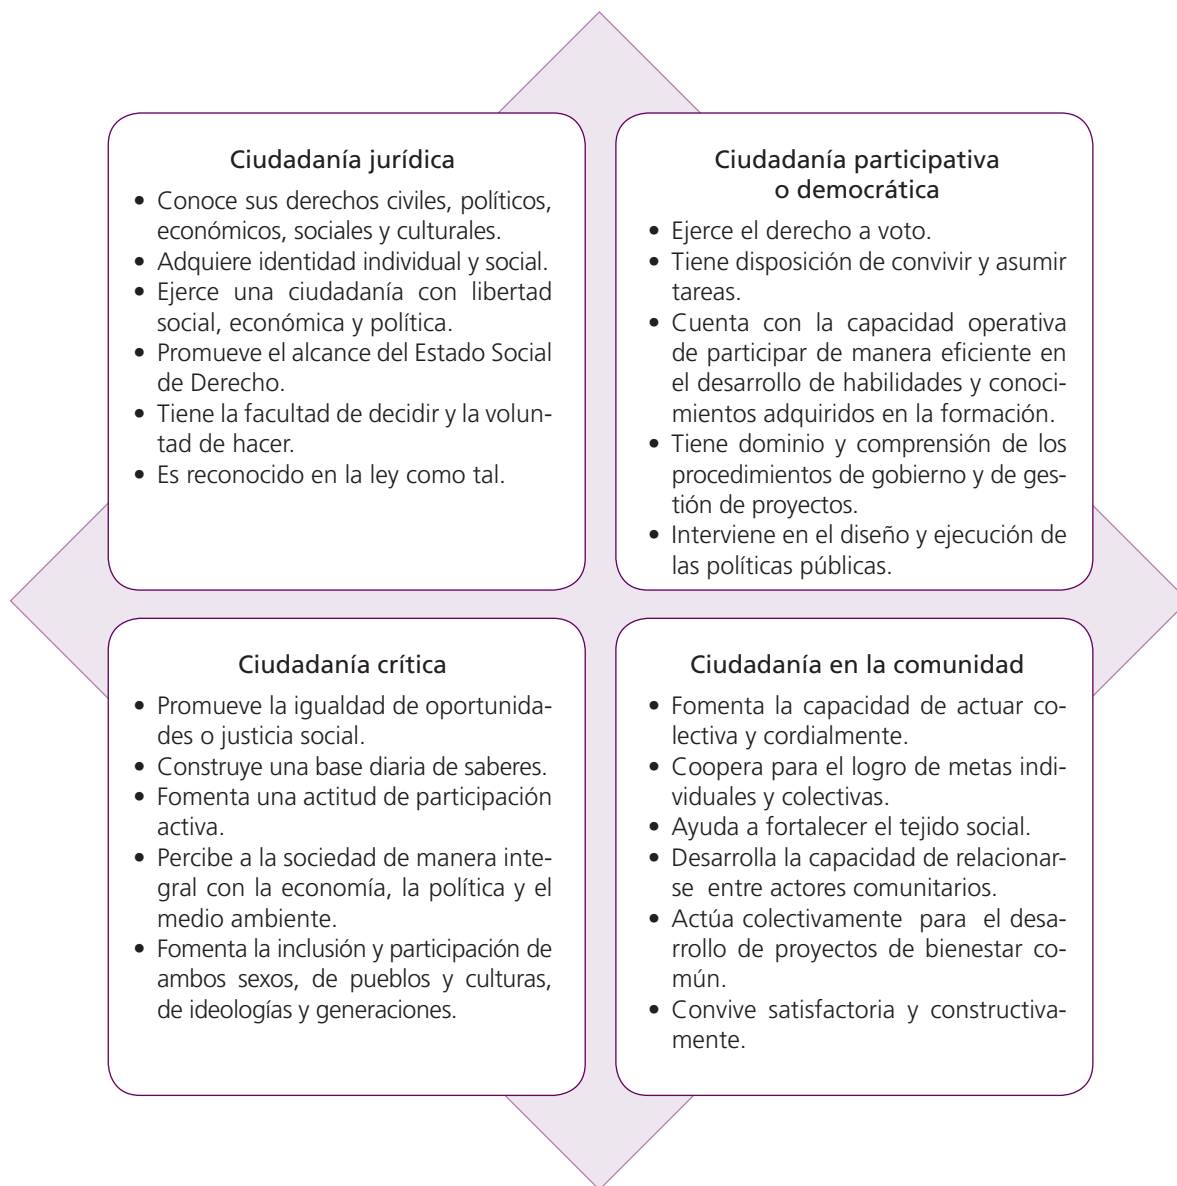 Ciudadanía jurídica
• Conoce sus derechos civiles, políticos,
económicos, sociales y culturales.
• Adquiere identidad individual y social.
• Ejerce una ciudadanía con libertad
social, económica y política.
• Promueve el alcance del Estado Social
de Derecho.
• Tiene la facultad de decidir y la volun-
tad de hacer.
• Es reconocido en la ley como tal.
Ciudadanía participativa
o democrática
• Ejerce el derecho a voto.
• Tiene disposición de convivir y asumir
tareas.
• Cuenta con la capacidad operativa
de participar de manera eficiente en
el desarrollo de habilidades y conoci-
mientos adquiridos en la formación.
• Tiene dominio y comprensión de los
procedimientos de gobierno y de ges-
tión de proyectos.
• Interviene en el diseño y ejecución de
las políticas públicas.
Ciudadanía crítica
• Promueve la igualdad de oportunida-
des o justicia social.
• Construye una base diaria de saberes.
• Fomenta una actitud de participación
activa.
• Percibe a la sociedad de manera inte-
gral con la economía, la política y el
medio ambiente.
• Fomenta la inclusión y participación de
ambos sexos, de pueblos y culturas,
de ideologías y generaciones.
Ciudadanía en la comunidad
• Fomenta la capacidad de actuar co-
lectiva y cordialmente.
• Coopera para el logro de metas indi-
viduales y colectivas.
• Ayuda a fortalecer el tejido social.
• Desarrolla la capacidad de relacionar-
se entre actores comunitarios.
• Actúa colectivamente para el desa-
rrollo de proyectos de bienestar co-
mún.
• Convive satisfactoria y constructiva-
mente.